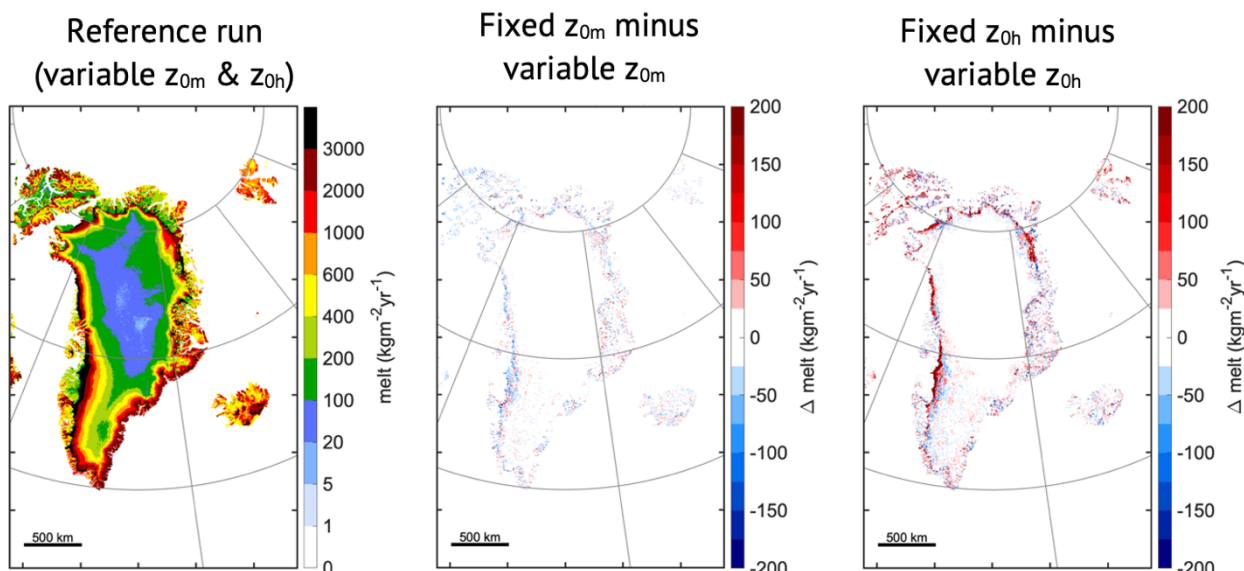 Reference run
(variable z0m & z0h)
3000
2000
1000
600
400
200
100
20
5
1
0
melt (kgm-2yr-1)
500 km
Fixed z0m minus
variable z0m
200
150
100
50
0
-50
-100
-150
-200
Δ melt (kgm-2yr-1)
500 km
Fixed z0h minus
variable z0h
200
150
100
50
0
-50
-100
-150
-200
Δ melt (kgm-2yr-1)
500 km